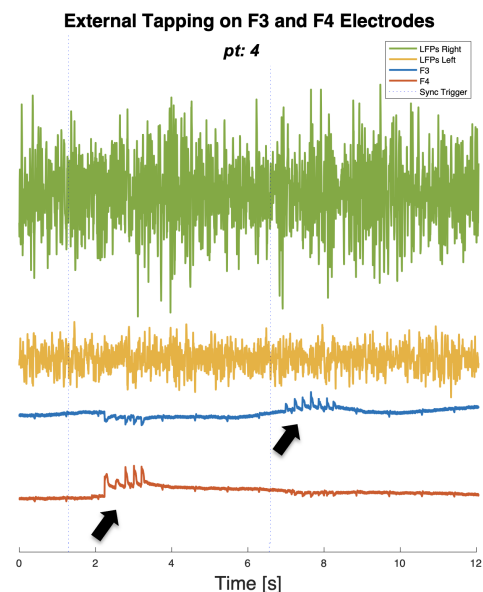 External Tapping on F3 and F4 Electrodes
pt: 4
LFPs Right
LFPs Left
F3
F4
Sync Trigger
0 2 4 6 8 10 12
Time [s]